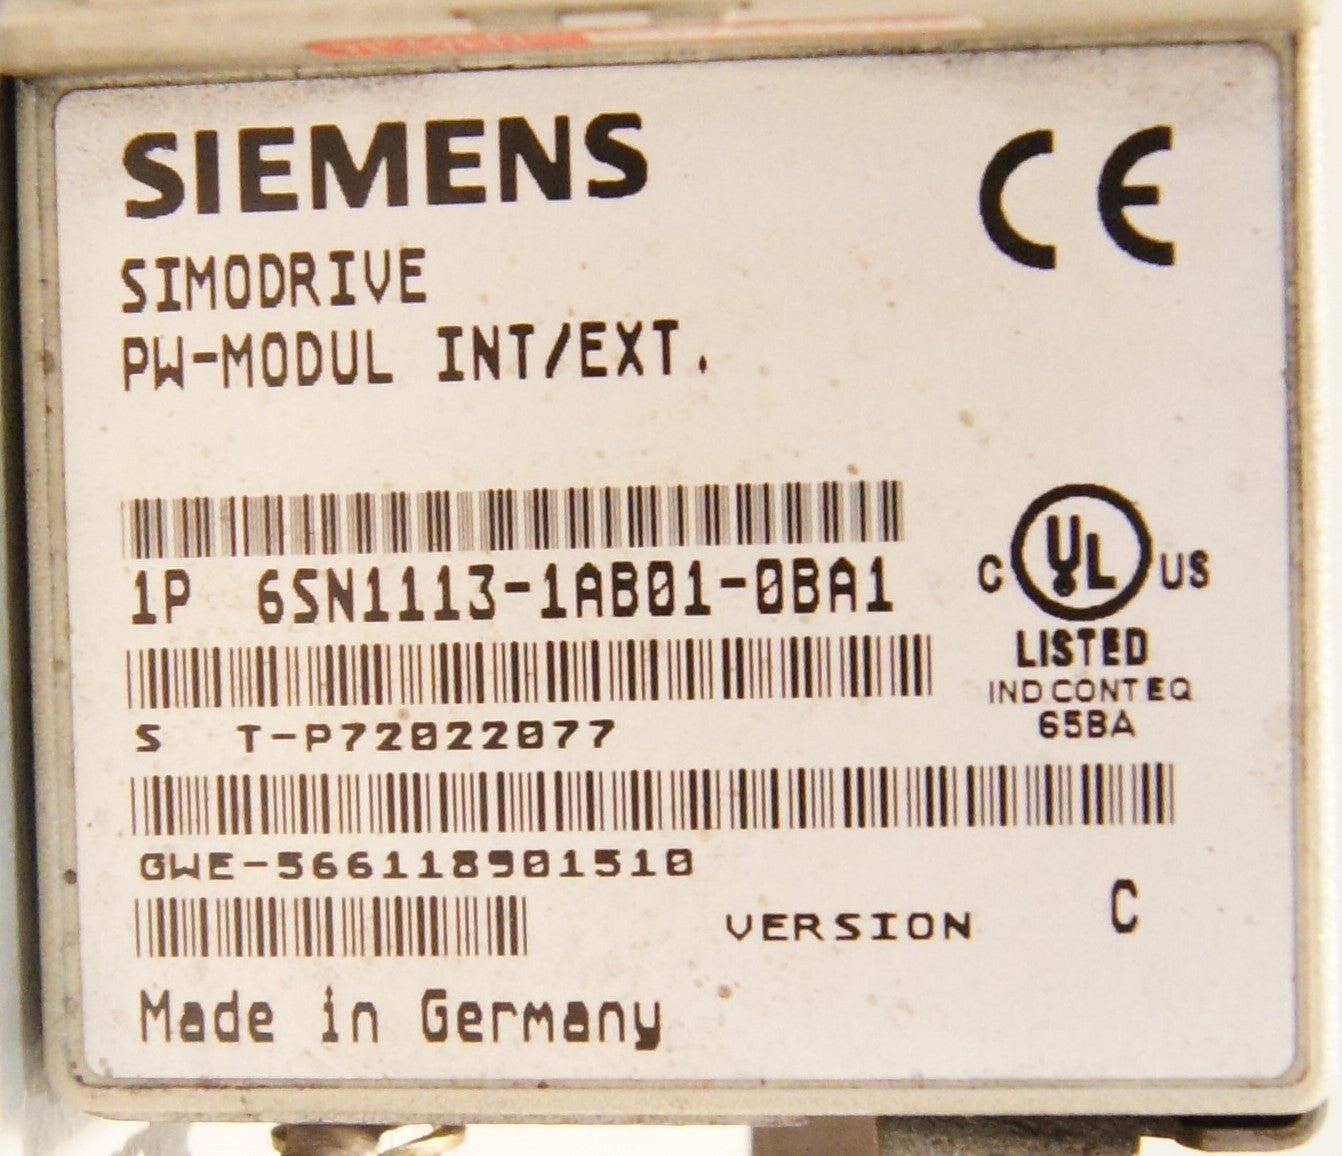 SIEMENS
CE
SIMODRIVE
PW-MODUL INT/EXT.
1P 6SN1113-1AB01-0BA1
C UL US
LISTED
IND CONT EQ
65BA
S T-P72022077
GWE-566118901510
VERSION C
Made in Germany